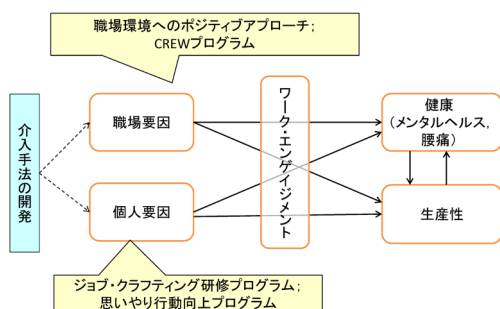 職場環境へのポジティブアプローチ;
CREWプログラム
介入手法の開発
職場要因
ワーク・エンゲイジメント
健康
(メンタルヘルス,
腰痛)
個人要因
生産性
ジョブ・クラフティング研修プログラム;
思いやり行動向上プログラム